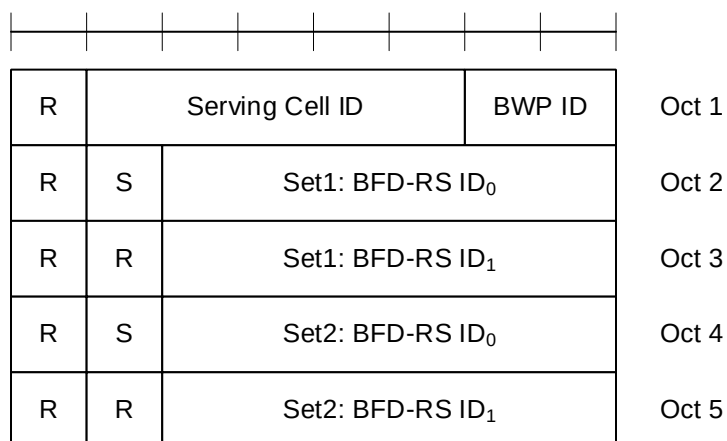 R Serving Cell ID BWP ID Oct 1
R S Set1: BFD-RS ID₀ Oct 2
R R Set1: BFD-RS ID₁ Oct 3
R S Set2: BFD-RS ID₀ Oct 4
R R Set2: BFD-RS ID₁ Oct 5